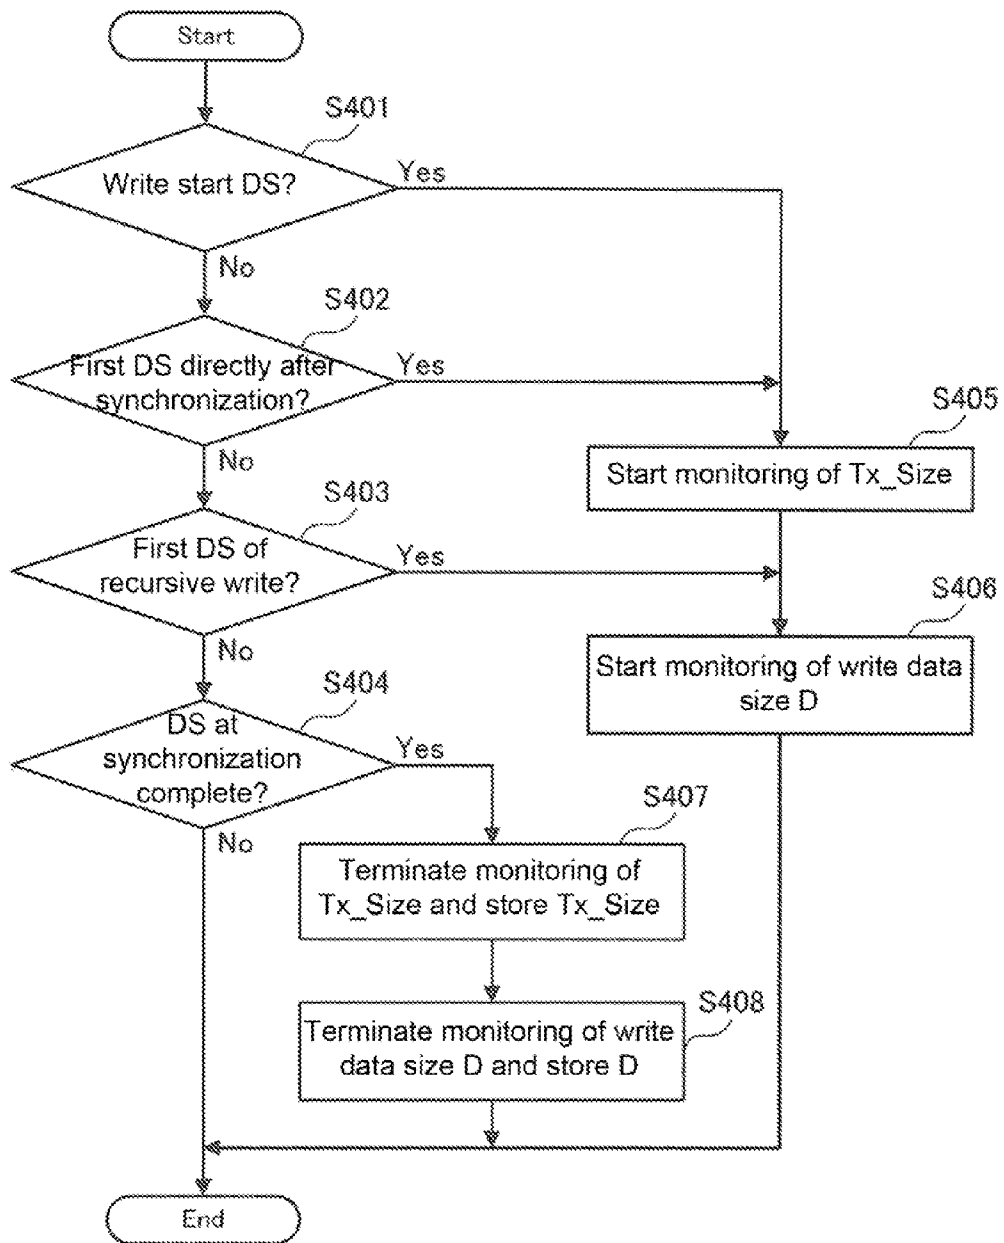 Start
S401
Write start DS?
Yes
No
S402
First DS directly after
synchronization?
Yes
No
S405
Start monitoring of Tx_Size
S403
First DS of
recursive write?
Yes
No
S406
Start monitoring of write data
size D
S404
DS at
synchronization
complete?
Yes
No
S407
Terminate monitoring of
Tx_Size and store Tx_Size
S408
Terminate monitoring of write
data size D and store D
End